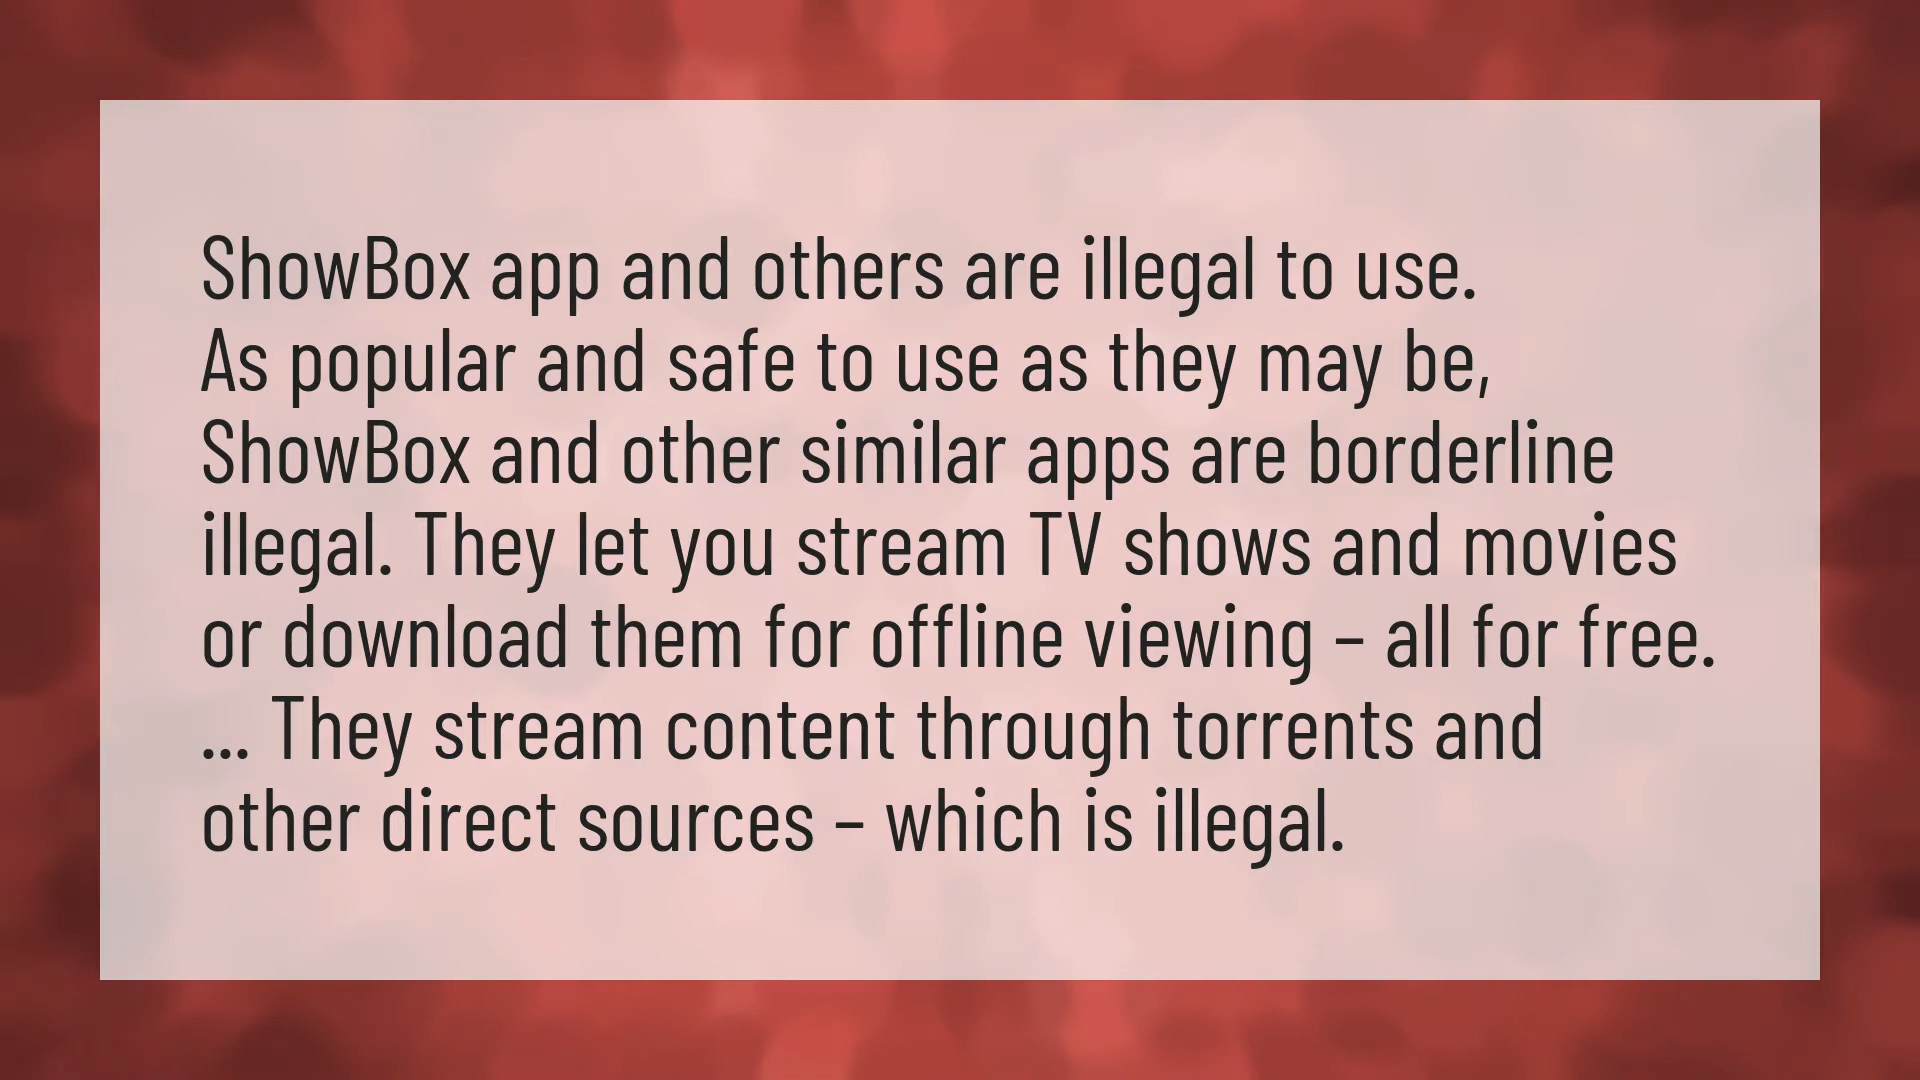 ShowBox app and others are illegal to use.
As popular and safe to use as they may be,
ShowBox and other similar apps are borderline
illegal. They let you stream TV shows and movies
or download them for offline viewing – all for free.
... They stream content through torrents and
other direct sources – which is illegal.